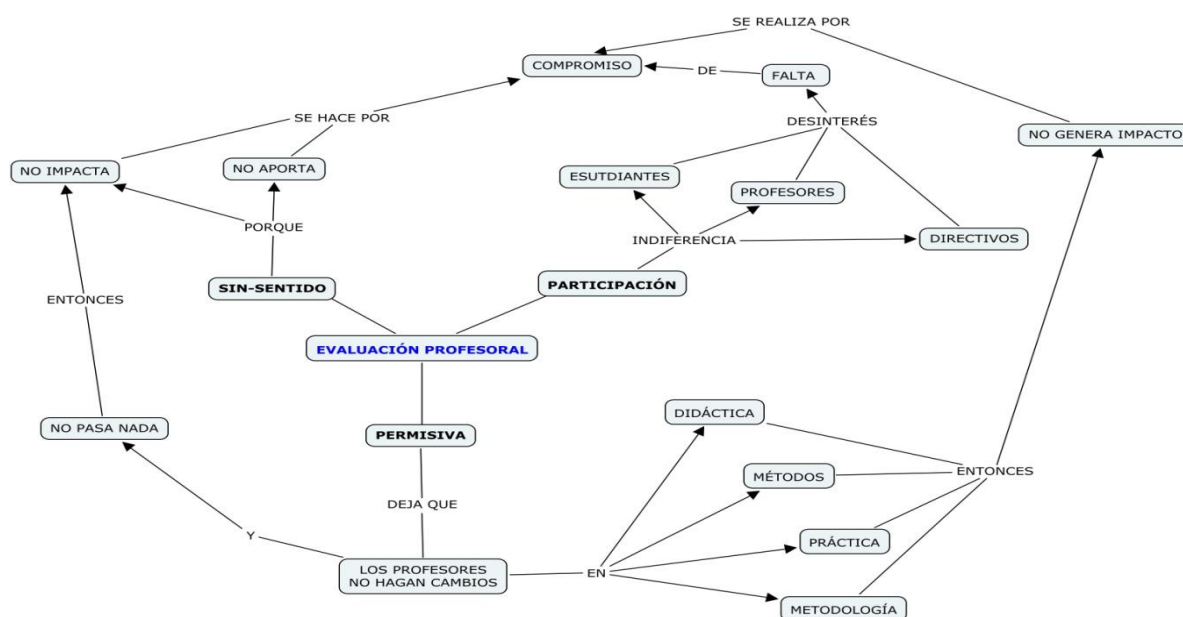 SE REALIZA POR
COMPROMISO
DE
FALTA
SE HACE POR
DESINTERÉS
NO GENERA IMPACTO
NO IMPACTA
NO APORTA
ESUTDIANTES
PROFESORES
PORQUE
INDIFERENCIA
DIRECTIVOS
SIN-SENTIDO
PARTICIPACIÓN
ENTONCES
EVALUACIÓN PROFESORAL
NO PASA NADA
PERMISIVA
DIDÁCTICA
MÉTODOS
ENTONCES
DEJA QUE
Y
PRÁCTICA
LOS PROFESORES
NO HAGAN CAMBIOS
EN
METODOLOGÍA